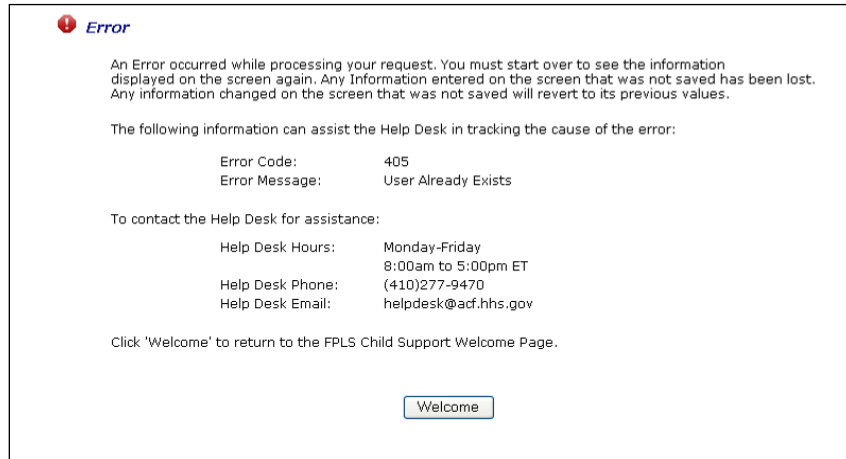 Error
An Error occurred while processing your request. You must start over to see the information
displayed on the screen again. Any Information entered on the screen that was not saved has been lost.
Any information changed on the screen that was not saved will revert to its previous values.
The following information can assist the Help Desk in tracking the cause of the error:
Error Code: 405
Error Message: User Already Exists
To contact the Help Desk for assistance:
Help Desk Hours: Monday-Friday
8:00am to 5:00pm ET
Help Desk Phone: (410)277-9470
Help Desk Email: helpdesk@acf.hhs.gov
Click 'Welcome' to return to the FPLS Child Support Welcome Page.
Welcome